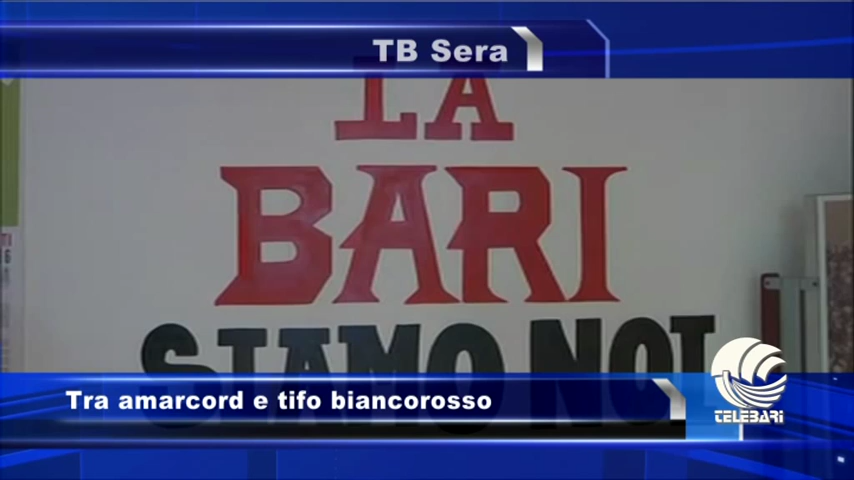 TB Sera
LA
BARI
SIAMO NOI
Tra amarcord e tifo biancorosso
TELEBARI